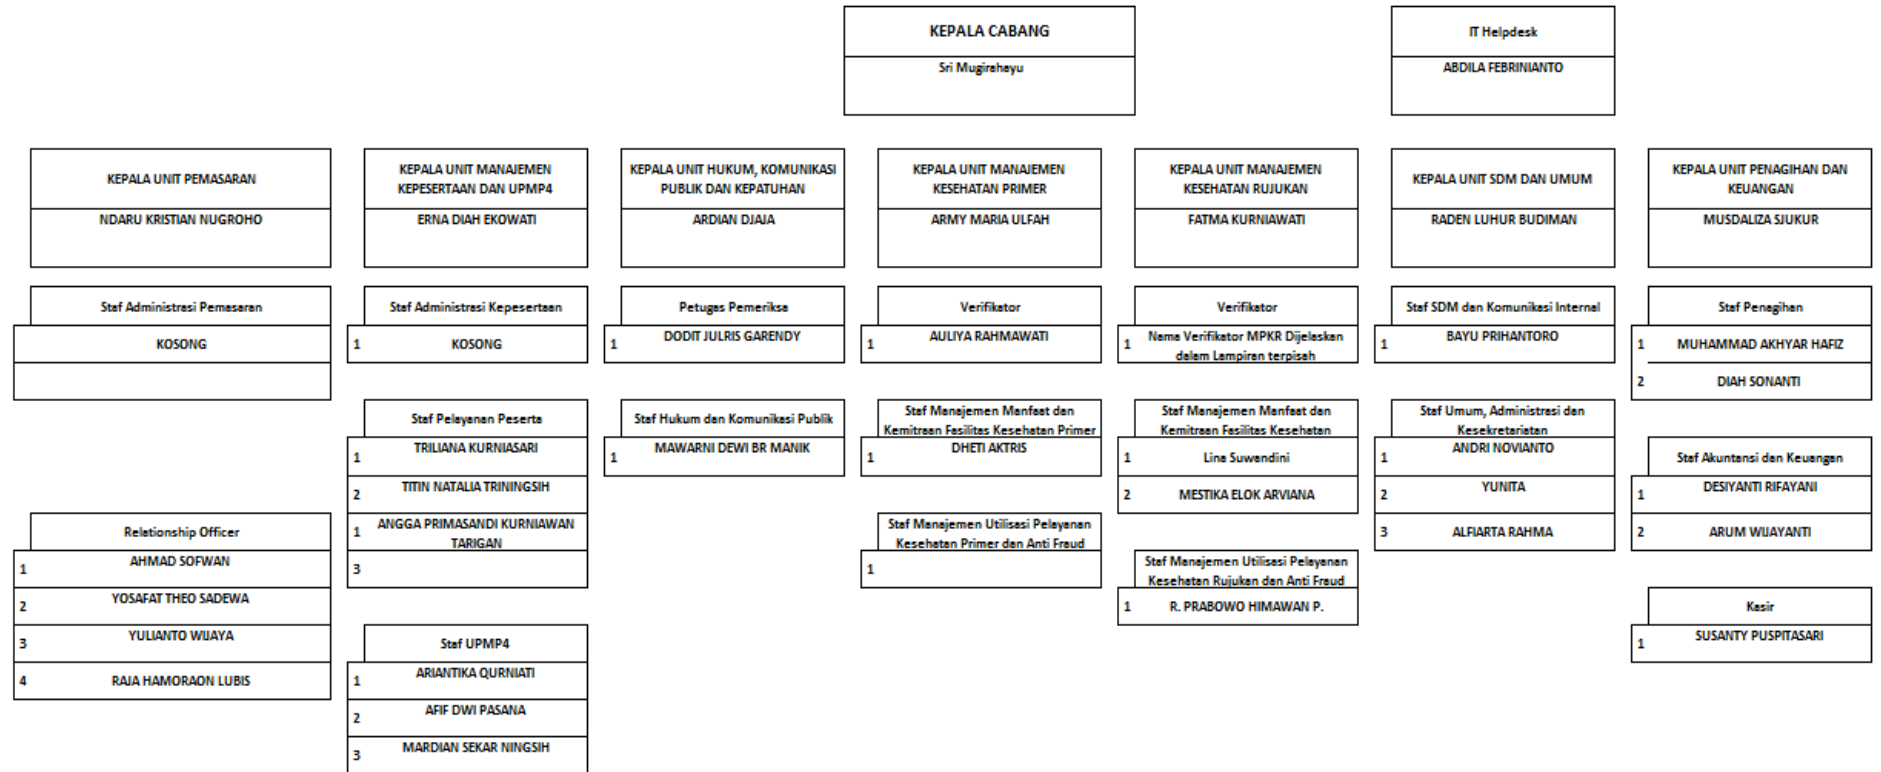 KEPALA CABANG
Sri Mugirahayu
IT Helpdesk
ABDILA FEBRINIANTO
KEPALA UNIT PEMASARAN
NDARU KRISTIAN NUGROHO
Staf Administrasi Pemasaran
KOSONG
Relationship Officer
1 AHMAD SOFWAN
2 YOSAFAT THEO SADEWA
3 YULIANTO WIJAYA
4 RAJA HAMORAON LUBIS
KEPALA UNIT MANAJEMEN
KEPESERTAAN DAN UPMP4
ERNA DIAH EKOWATI
Staf Administrasi Kepesertaan
1 KOSONG
Staf Pelayanan Peserta
1 TRILIANA KURNIASARI
2 TITIN NATALIA TRININGSIH
1 ANGGA PRIMASANDI KURNIAWAN
TARIGAN
3
Staf UPMP4
1 ARIANTIKA QURNIATI
2 AFIF DWI PASANA
3 MARDIAN SEKAR NINGSIH
KEPALA UNIT HUKUM, KOMUNIKASI
PUBLIK DAN KEPATUHAN
ARDIAN DJAJA
Petugas Pemeriksa
1 DODIT JULRIS GARENDY
Staf Hukum dan Komunikasi Publik
1 MAWARNI DEWI BR MANIK
KEPALA UNIT MANAJEMEN
KESEHATAN PRIMER
ARMY MARIA ULFAH
Verifikator
1 AULIYA RAHMAWATI
Staf Manajemen Manfaat dan
Kemitraan Fasilitas Kesehatan Primer
1 DHETI AKTRIS
Staf Manajemen Utilisasi Pelayanan
Kesehatan Primer dan Anti Fraud
1
KEPALA UNIT MANAJEMEN
KESEHATAN RUJUKAN
FATMA KURNIAWATI
Verifikator
1 Nama Verifikator MPKR Dijelaskan
dalam Lampiran terpisah
Staf Manajemen Manfaat dan
Kemitraan Fasilitas Kesehatan
1 Lina Suwandini
2 MESTIKA ELOK ARVIANA
Staf Manajemen Utilisasi Pelayanan
Kesehatan Rujukan dan Anti Fraud
1 R. PRABOWO HIMAWAN P.
KEPALA UNIT SDM DAN UMUM
RADEN LUHUR BUDIMAN
Staf SDM dan Komunikasi Internal
1 BAYU PRIHANTORO
Staf Umum, Administrasi dan
Kesekretariatan
1 ANDRI NOVIANTO
2 YUNITA
3 ALFIARTA RAHMA
KEPALA UNIT PENAGIHAN DAN
KEUANGAN
MUSDALIZA SJUKUR
Staf Penagihan
1 MUHAMMAD AKHYAR HAFIZ
2 DIAH SONANTI
Staf Akuntansi dan Keuangan
1 DESIYANTI RIFAYANI
2 ARUM WIJAYANTI
Kasir
1 SUSANTY PUSPITASARI